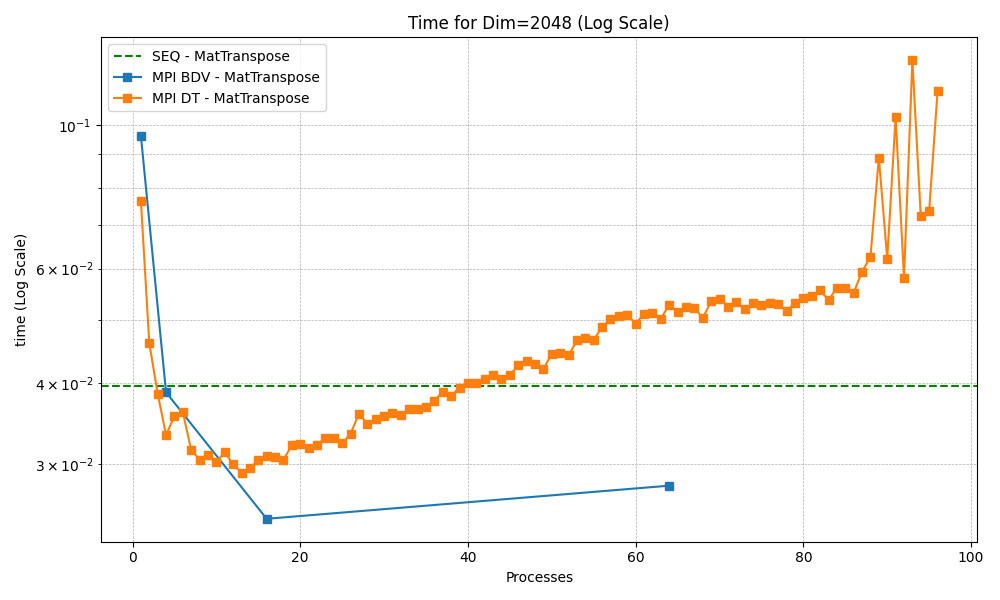 Time for Dim=2048 (Log Scale)
SEQ - MatTranspose
MPI BDV - MatTranspose
MPI DT - MatTranspose
10⁻¹
6 × 10⁻²
4 × 10⁻²
3 × 10⁻²
time (Log Scale)
0 20 40 60 80 100
Processes